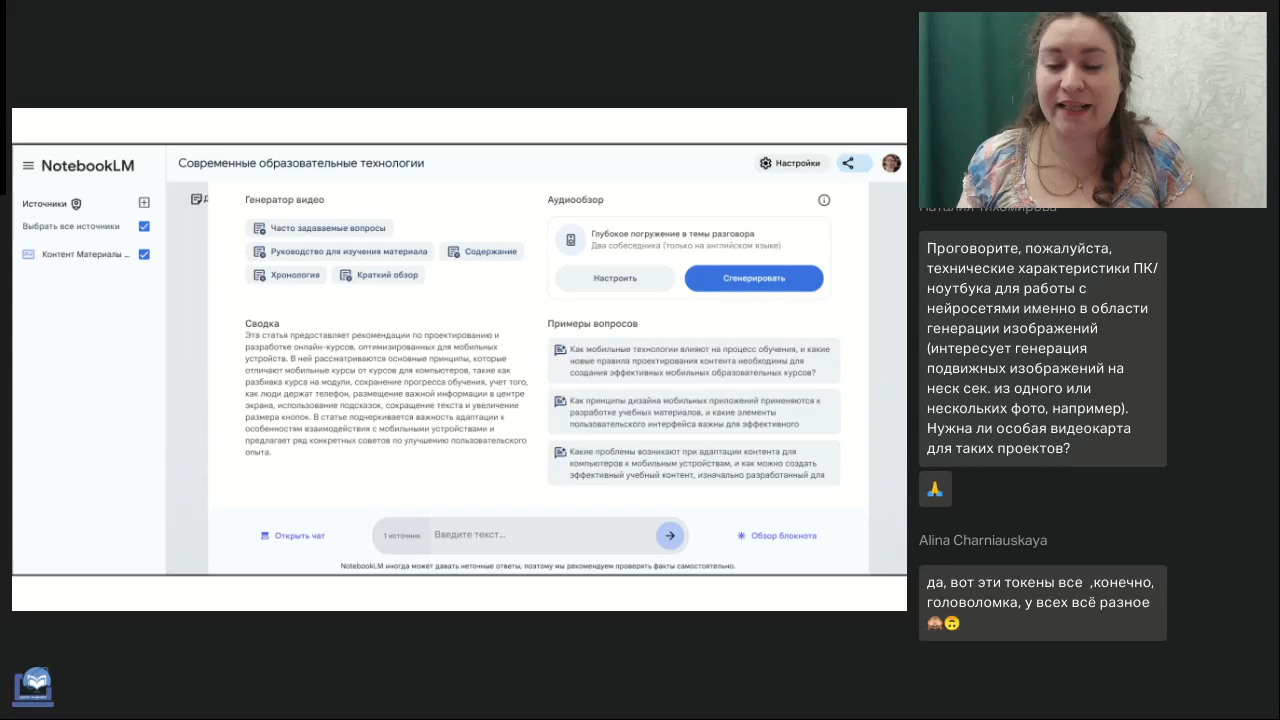 NotebookLM
Современные образовательные технологии
Настройки
Источники
Выбрать все источники
Контент Материалы ...
Генератор видео
Часто задаваемые вопросы
Руководство для изучения материала
Содержание
Хронология
Краткий обзор
Аудиообзор
Глубокое погружение в темы разговора
Два собеседника (только на английском языке)
Настроить
Сгенерировать
Сводка
Эта статья предоставляет рекомендации по проектированию и
разработке онлайн-курсов, оптимизированных для мобильных
устройств. В ней рассматриваются основные принципы, которые
отличают мобильные курсы от курсов для компьютеров, такие как
разбивка курса на модули, сохранение прогресса обучения, учет того,
как люди держат телефон, размещение важной информации в центре
экрана, использование подсказок, сокращение текста и увеличение
размера кнопок. В статье подчеркивается важность адаптации к
особенностям взаимодействия с мобильными устройствами и
предлагает ряд конкретных советов по улучшению пользовательского
опыта.
Примеры вопросов
Как мобильные технологии влияют на процесс обучения, и какие
новые правила проектирования контента необходимы для
создания эффективных мобильных образовательных курсов?
Как принципы дизайна мобильных приложений применяются к
разработке учебных материалов, и какие элементы
пользовательского интерфейса важны для эффективного
Какие проблемы возникают при адаптации контента для
компьютеров к мобильным устройствам, и как можно создать
эффективный учебный контент, изначально разработанный для
Открыть чат
1 источник
Введите текст...
Обзор блокнота
NotebookLM иногда может давать неточные ответы, поэтому мы рекомендуем проверять факты самостоятельно.
Наталия Тихомирова
Проговорите, пожалуйста,
технические характеристики ПК/
ноутбука для работы с
нейросетями именно в области
генерации изображений
(интересует генерация
подвижных изображений на
неск сек. из одного или
нескольких фото, например).
Нужна ли особая видеокарта
для таких проектов?
🙏
Alina Charniauskaya
да, вот эти токены все ,конечно,
головоломка, у всех всё разное
🙈🙃